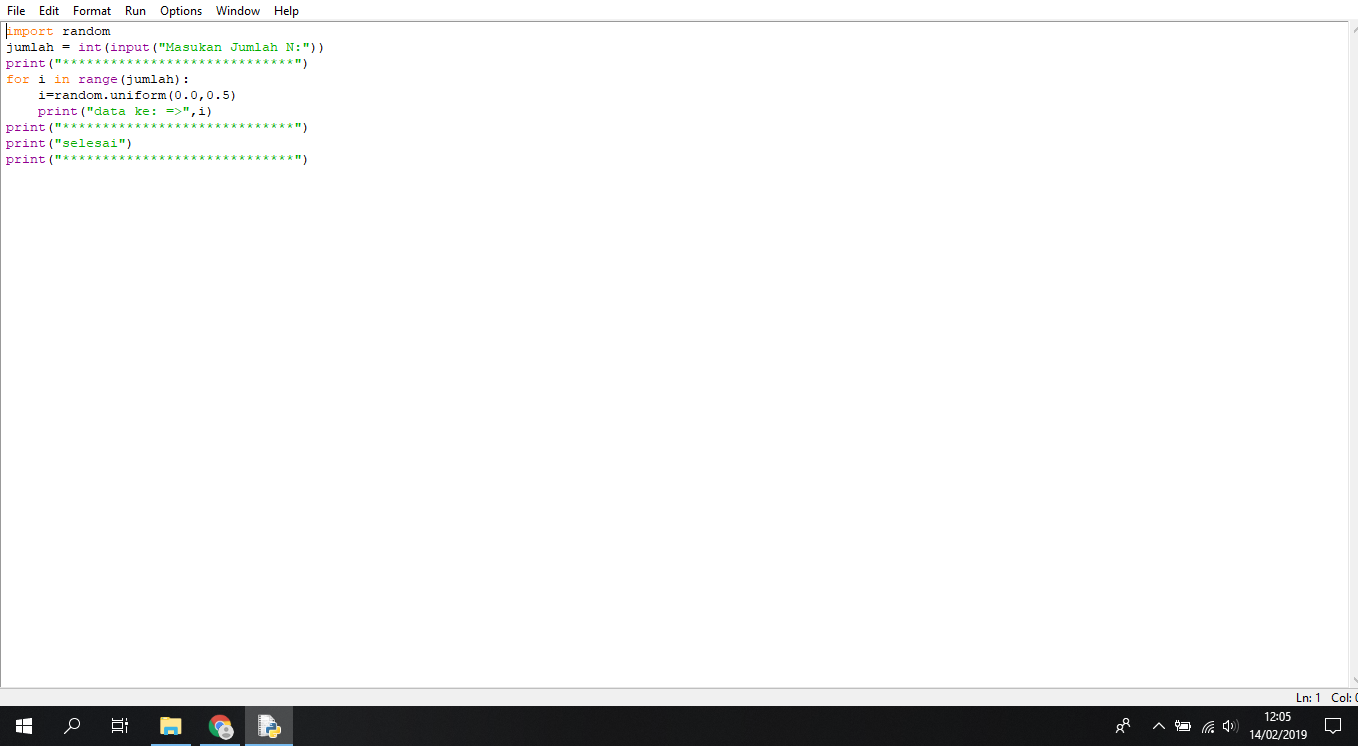 File Edit Format Run Options Window Help
import random
jumlah = int(input("Masukan Jumlah N:"))
print("*****************************")
for i in range(jumlah):
    i=random.uniform(0.0,0.5)
    print("data ke: =>",i)
print("*****************************")
print("selesai")
print("*****************************")
Ln: 1 Col: 0
12:05
14/02/2019